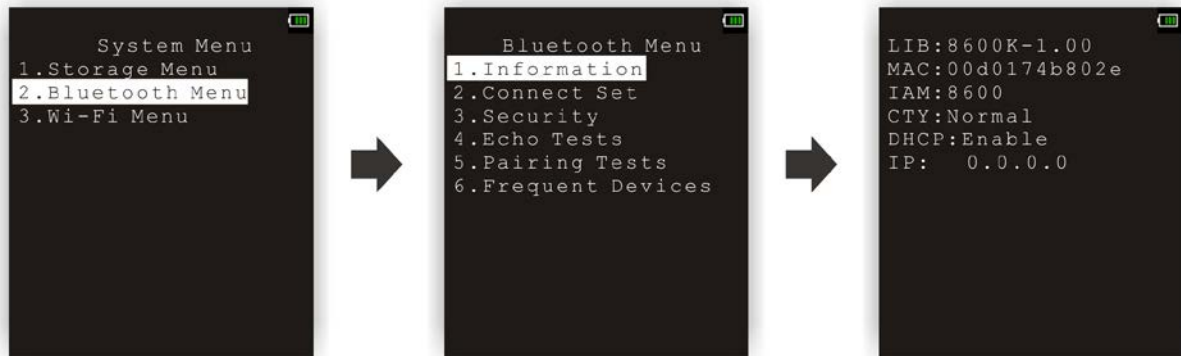 System Menu
1.Storage Menu
2.Bluetooth Menu
3.Wi-Fi Menu
Bluetooth Menu
1.Information
2.Connect Set
3.Security
4.Echo Tests
5.Pairing Tests
6.Frequent Devices
LIB:8600K-1.00
MAC:00d0174b802e
IAM:8600
CTY:Normal
DHCP:Enable
IP: 0.0.0.0